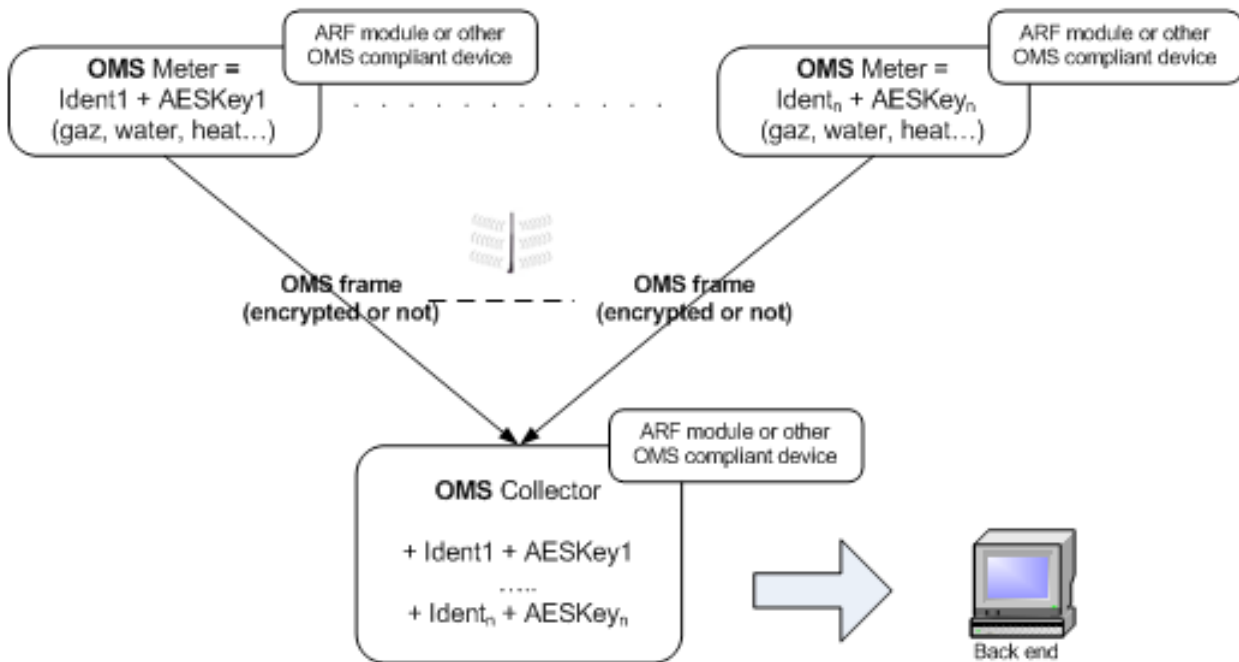 ARF module or other
OMS compliant device
OMS Meter =
Ident1 + AESKey1
(gaz, water, heat…)
ARF module or other
OMS compliant device
OMS Meter =
Identₙ + AESKeyₙ
(gaz, water, heat…)
OMS frame
(encrypted or not)
OMS frame
(encrypted or not)
ARF module or other
OMS compliant device
OMS Collector
+ Ident1 + AESKey1
......
+ Identₙ + AESKeyₙ
Back end